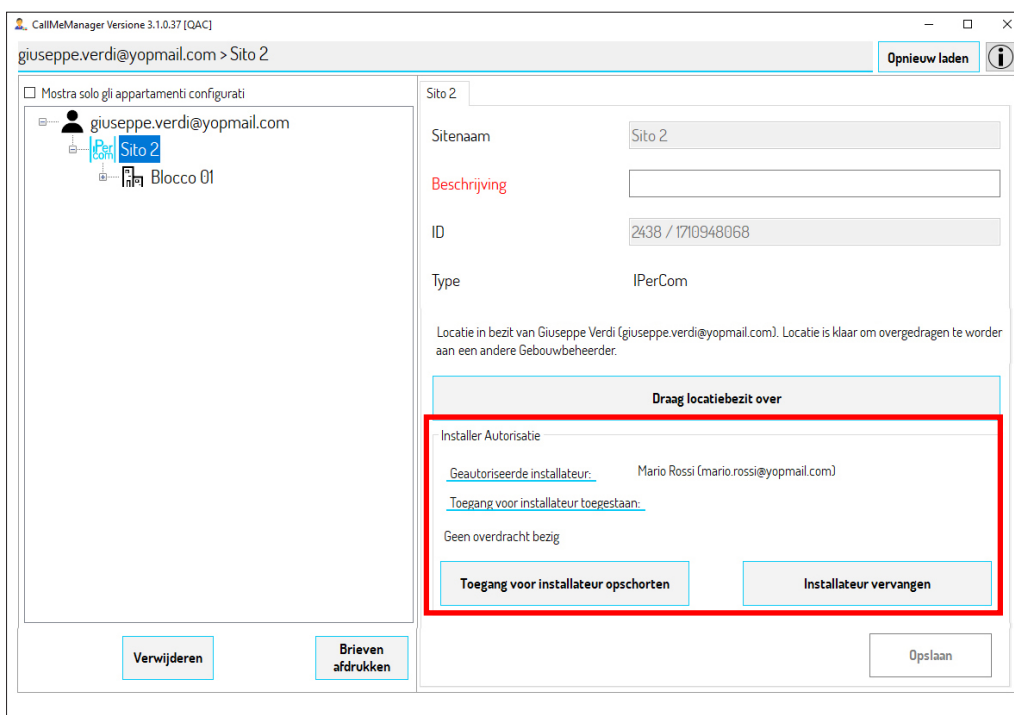 CallMeManager Versione 3.1.0.37 [QAC]
giuseppe.verdi@yopmail.com > Sito 2
Opnieuw laden
Mostra solo gli appartamenti configurati
giuseppe.verdi@yopmail.com
IPer
com
Sito 2
Blocco 01
Sito 2
Sitenaam
Sito 2
Beschrijving
ID
2438 / 1710948068
Type
IPerCom
Locatie in bezit van Giuseppe Verdi (giuseppe.verdi@yopmail.com). Locatie is klaar om overgedragen te worder
aan een andere Gebouwbeheerder.
Draag locatiebezit over
Installer Autorisatie
Geautoriseerde installateur:
Mario Rossi (mario.rossi@yopmail.com)
Toegang voor installateur toegestaan:
Geen overdracht bezig
Toegang voor installateur opschorten
Installateur vervangen
Verwijderen
Brieven
afdrukken
Opslaan